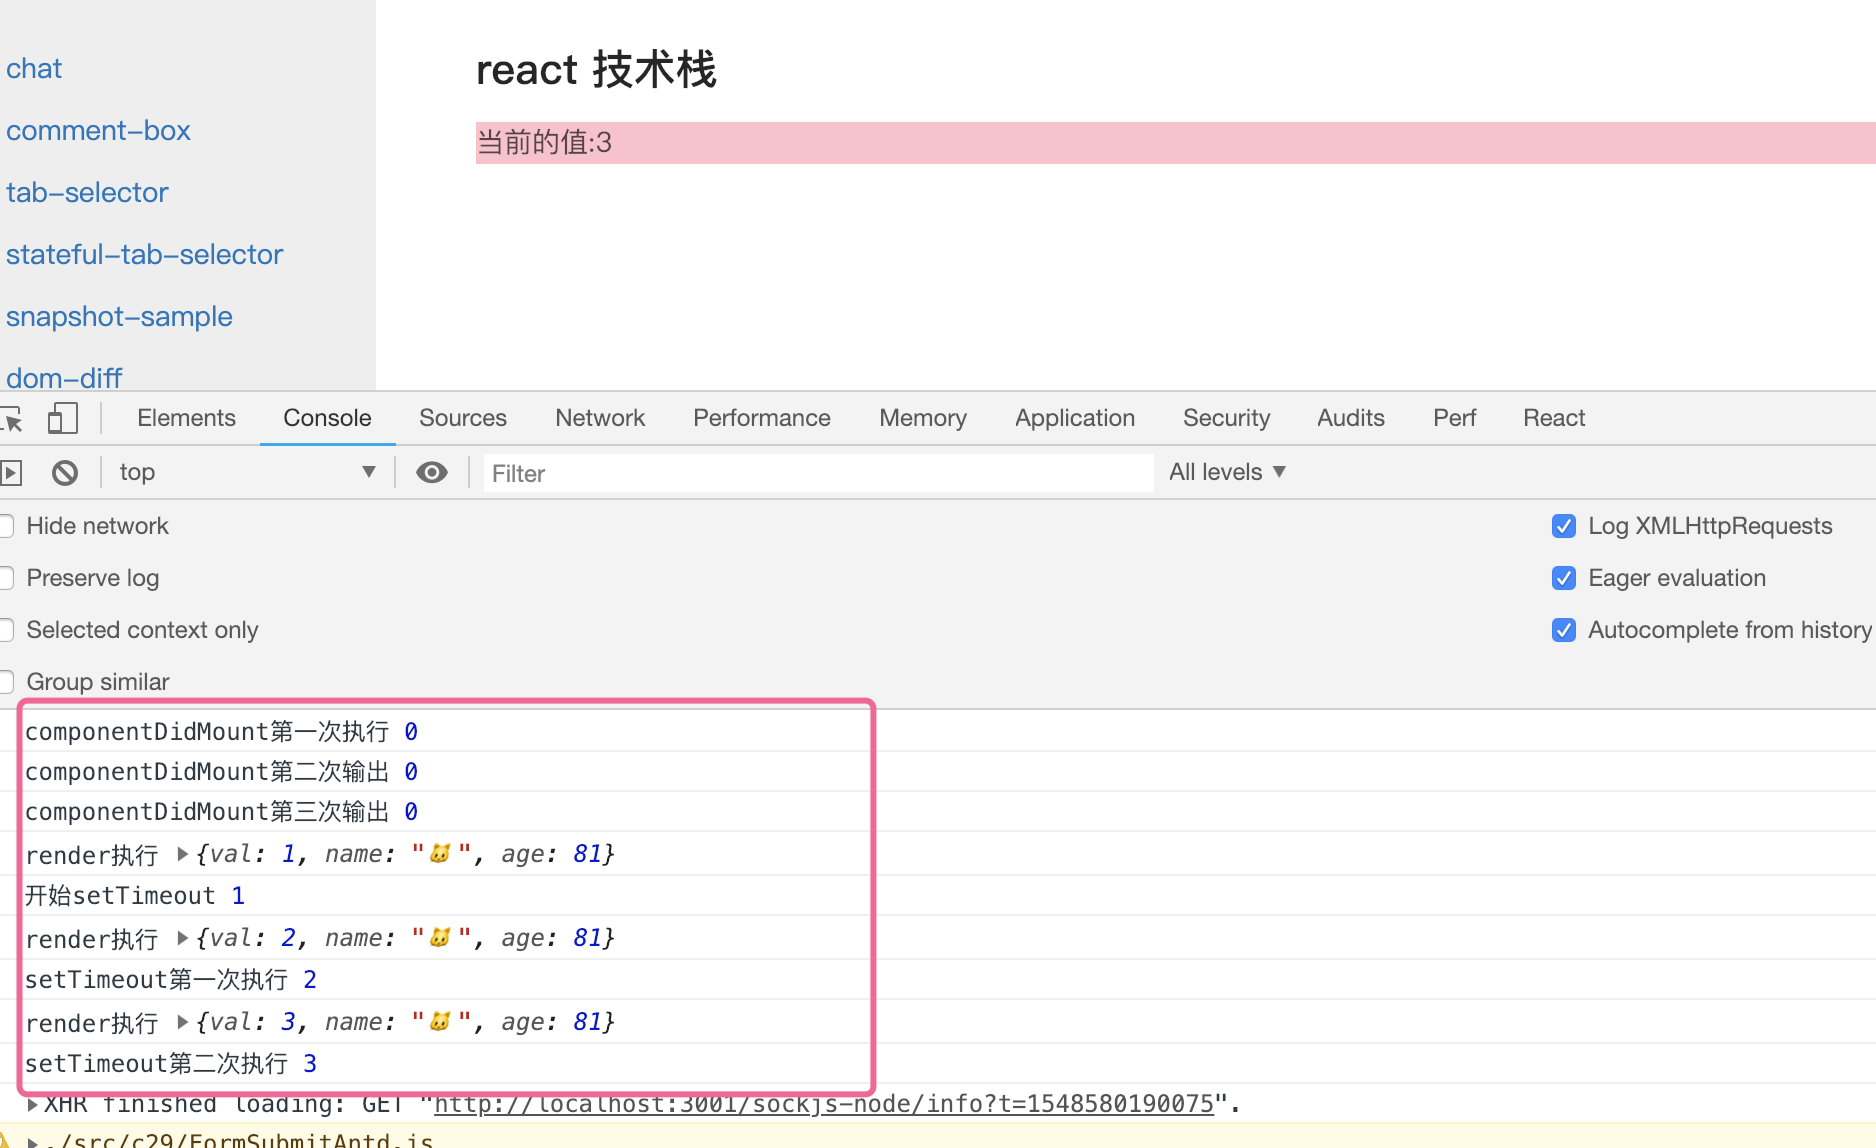 chat
comment-box
tab-selector
stateful-tab-selector
snapshot-sample
dom-diff
react 技术栈
当前的值:3
Elements Console Sources Network Performance Memory Application Security Audits Perf React
top ▼ Filter All levels ▼
Hide network Log XMLHttpRequests
Preserve log Eager evaluation
Selected context only Autocomplete from history
Group similar
componentDidMount第一次执行 0
componentDidMount第二次输出 0
componentDidMount第三次输出 0
render执行 ▶{val: 1, name: "🐱", age: 81}
开始setTimeout 1
render执行 ▶{val: 2, name: "🐱", age: 81}
setTimeout第一次执行 2
render执行 ▶{val: 3, name: "🐱", age: 81}
setTimeout第二次执行 3
▶XHR finished loading: GET "http://localhost:3001/sockjs-node/info?t=1548580190075".
▶./src/c29/FormSubmitAntd.js